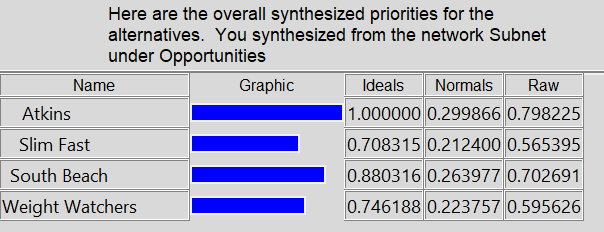 Here are the overall synthesized priorities for the
alternatives. You synthesized from the network Subnet
under Opportunities
Name Graphic Ideals Normals Raw
Atkins 1.000000 0.299866 0.798225
Slim Fast 0.708315 0.212400 0.565395
South Beach 0.880316 0.263977 0.702691
Weight Watchers 0.746188 0.223757 0.595626